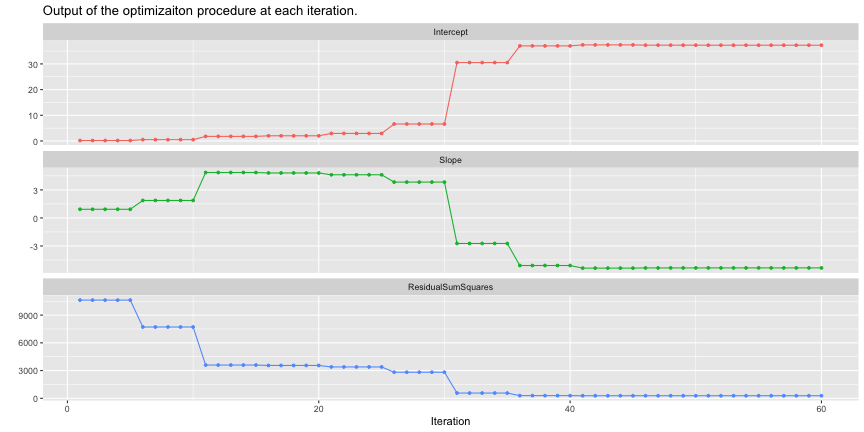 Output of the optimizaiton procedure at each iteration.
Intercept
30
20
10
0
Slope
3
0
-3
ResidualSumSquares
9000
6000
3000
0
0 20 40 60
Iteration